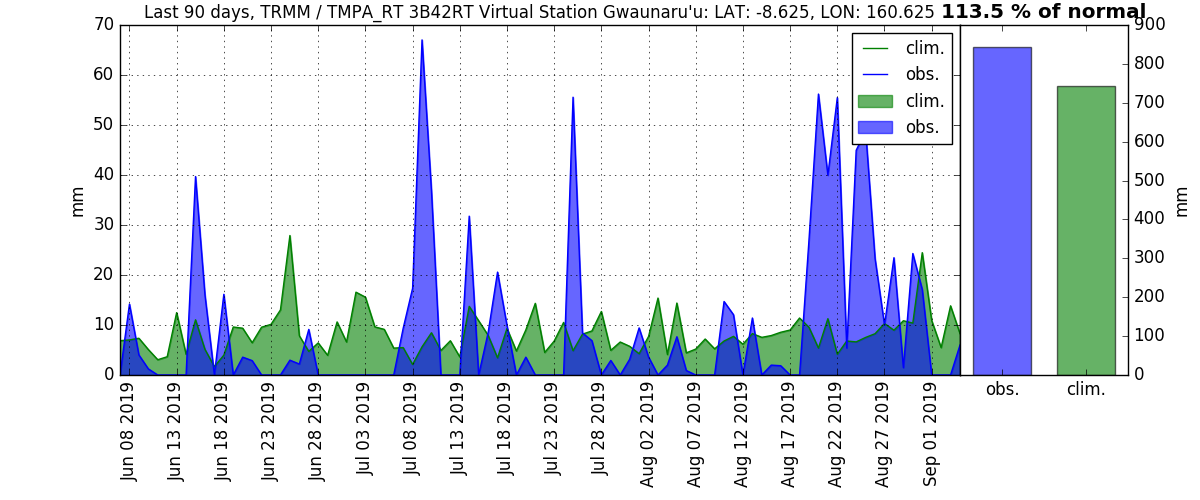 Last 90 days, TRMM / TMPA_RT 3B42RT Virtual Station Gwaunaru'u: LAT: -8.625, LON: 160.625 113.5 % of normal
70
60
50
40
30
20
10
0
mm
clim.
obs.
clim.
obs.
900
800
700
600
500
400
300
200
100
0
mm
Jun 08 2019
Jun 13 2019
Jun 18 2019
Jun 23 2019
Jun 28 2019
Jul 03 2019
Jul 08 2019
Jul 13 2019
Jul 18 2019
Jul 23 2019
Jul 28 2019
Aug 02 2019
Aug 07 2019
Aug 12 2019
Aug 17 2019
Aug 22 2019
Aug 27 2019
Sep 01 2019
obs.
clim.